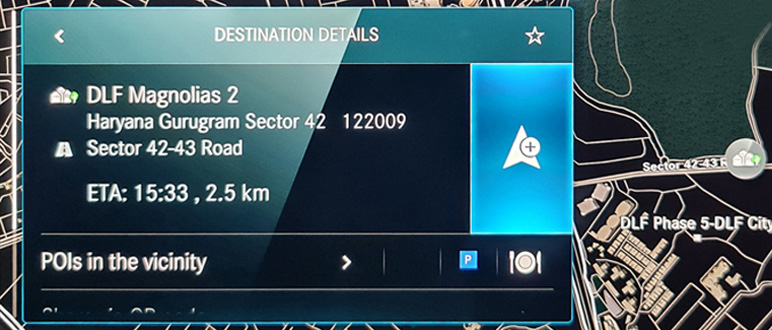 DESTINATION DETAILS
DLF Magnolias 2
Haryana Gurugram Sector 42 122009
Sector 42-43 Road
ETA: 15:33 , 2.5 km
POIs in the vicinity
P
Sector 42-43 R
DLF Phase 5-DLF City